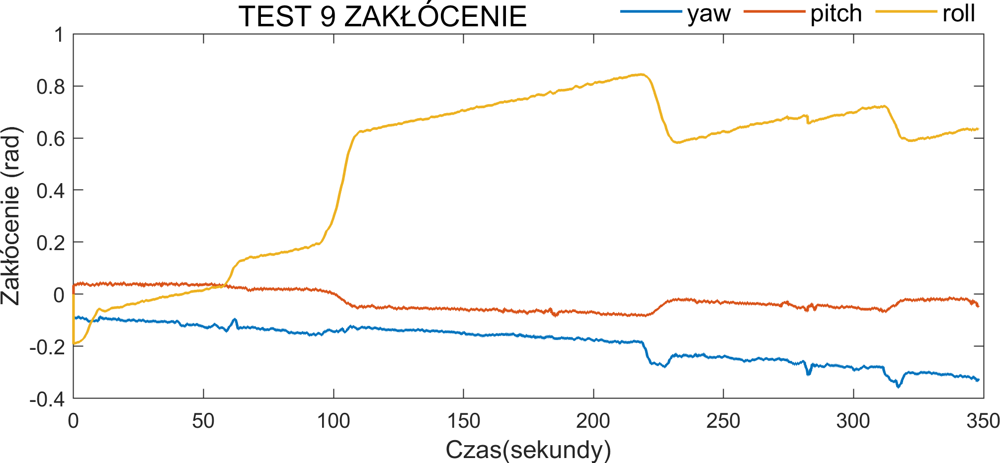 TEST 9 ZAKŁÓCENIE
yaw pitch roll
1
0.8
0.6
0.4
0.2
0
-0.2
-0.4
Zakłócenie (rad)
0 50 100 150 200 250 300 350
Czas(sekundy)